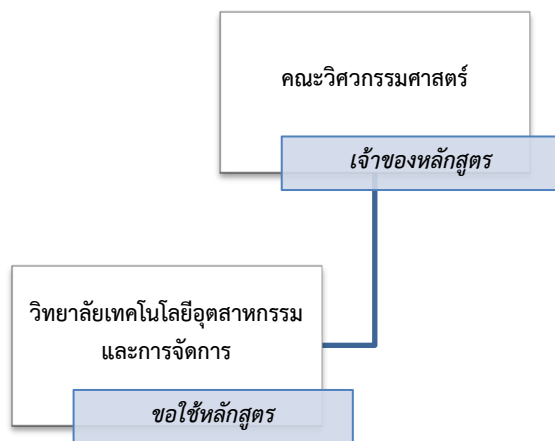 คณะวิศวกรรมศาสตร์
เจ้าของหลักสูตร
วิทยาลัยเทคโนโลยีอุตสาหกรรม
และการจัดการ
ขอใช้หลักสูตร